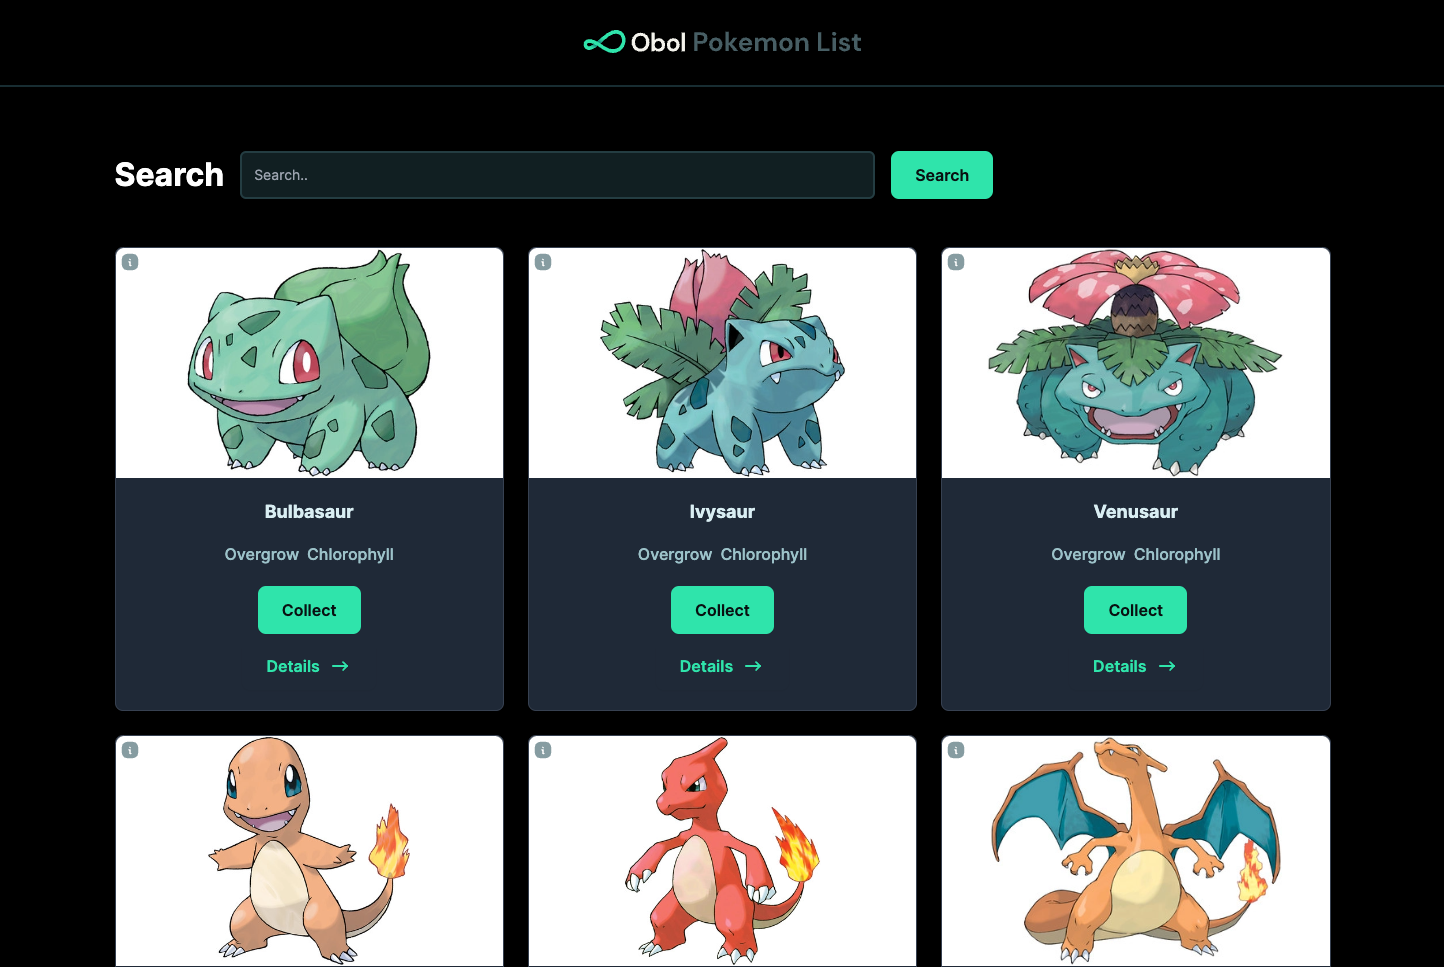 Obol Pokemon List
Search Search.. Search
i i i
Bulbasaur Ivysaur Venusaur
Overgrow Chlorophyll Overgrow Chlorophyll Overgrow Chlorophyll
Collect Collect Collect
Details → Details → Details →
i i i